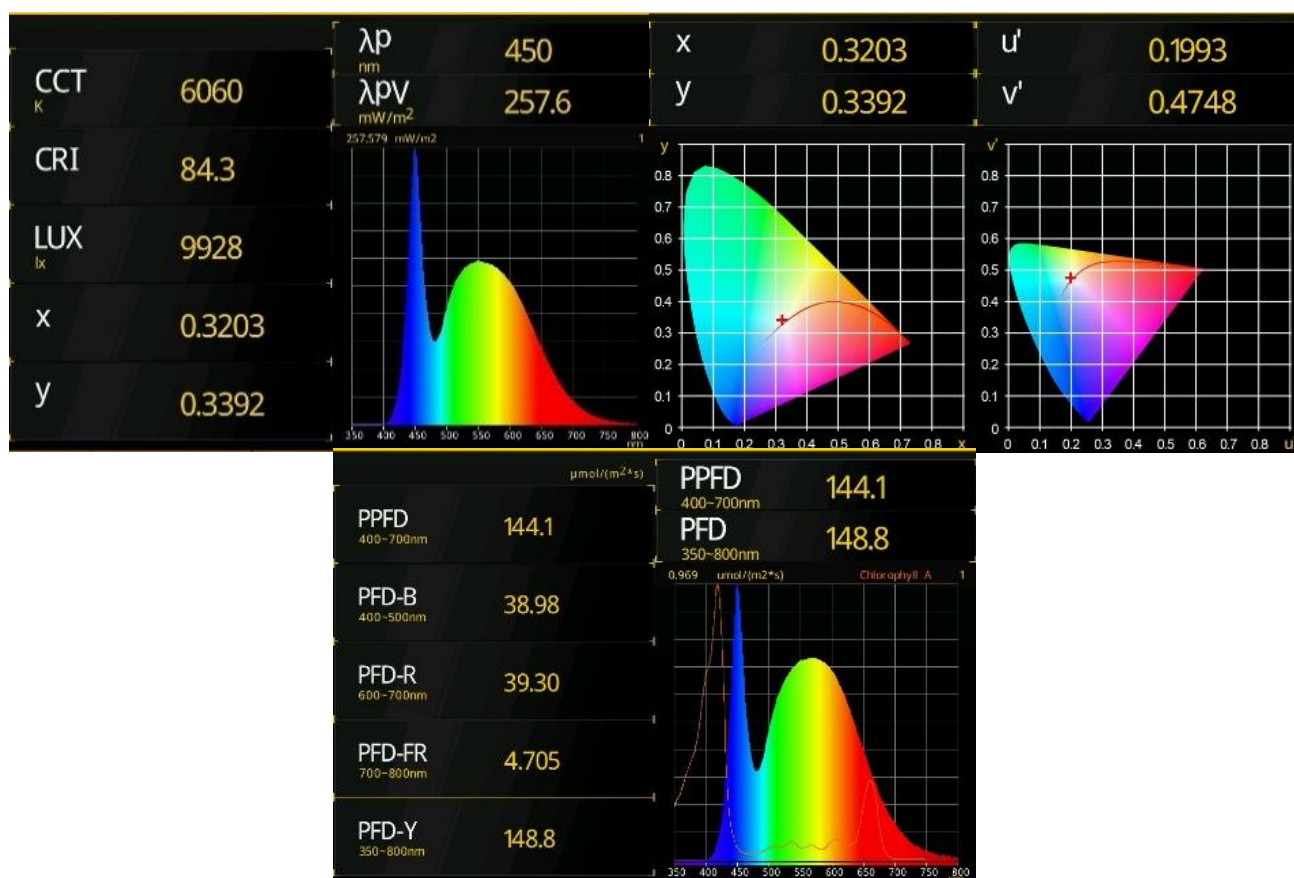 CCT
K
6060
CRI
84.3
LUX
lx
9928
x
0.3203
y
0.3392
λp
nm
450
λpV
mW/m2
257.6
257.579 mW/m2 1
350 400 450 500 550 600 650 700 750 800
nm
x
0.3203
y
0.3392
y
0.8
0.7
0.6
0.5
0.4
0.3
0.2
0.1
0
0 0.1 0.2 0.3 0.4 0.5 0.6 0.7 0.8 x
u'
0.1993
v'
0.4748
v'
0.8
0.7
0.6
0.5
0.4
0.3
0.2
0.1
0
0 0.1 0.2 0.3 0.4 0.5 0.6 0.7 0.8 u
μmol/(m2*s)
PPFD
400~700nm
144.1
PFD-B
400~500nm
38.98
PFD-R
600~700nm
39.30
PFD-FR
700~800nm
4.705
PFD-Y
350~800nm
148.8
PPFD
400~700nm
144.1
PFD
350~800nm
148.8
0.969 umol/(m2*s) Chlorophyll A 1
350 400 450 500 550 600 650 700 750 800